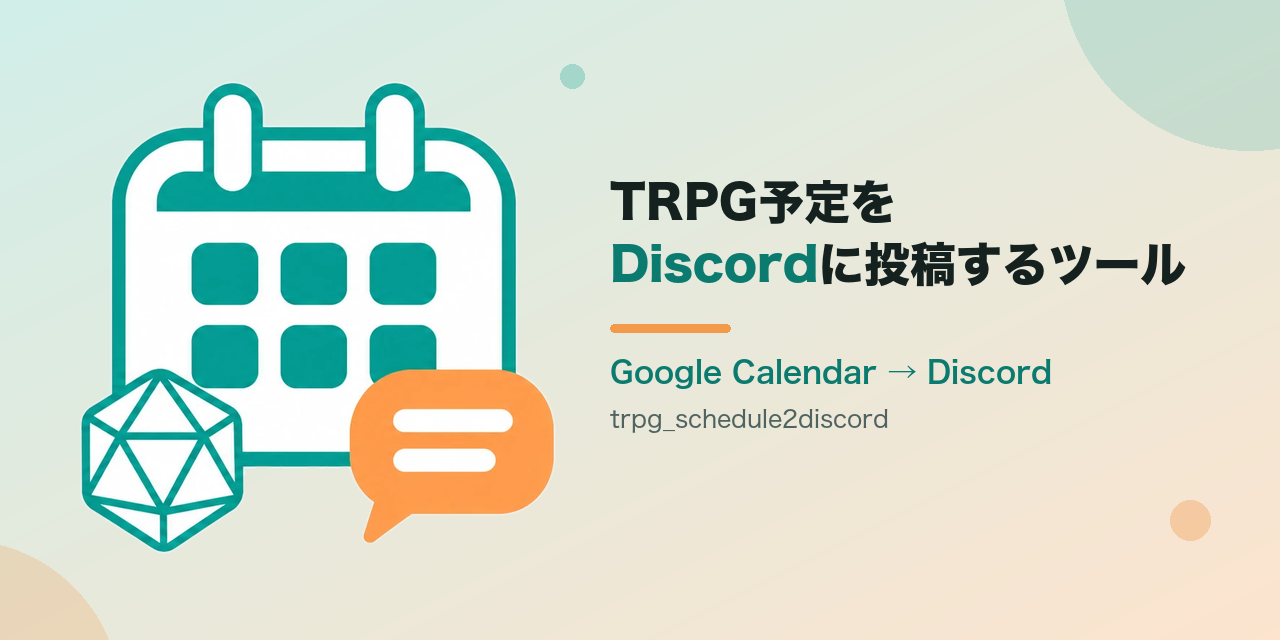 TRPG予定を
Discordに投稿するツール
Google Calendar → Discord
trpg_schedule2discord